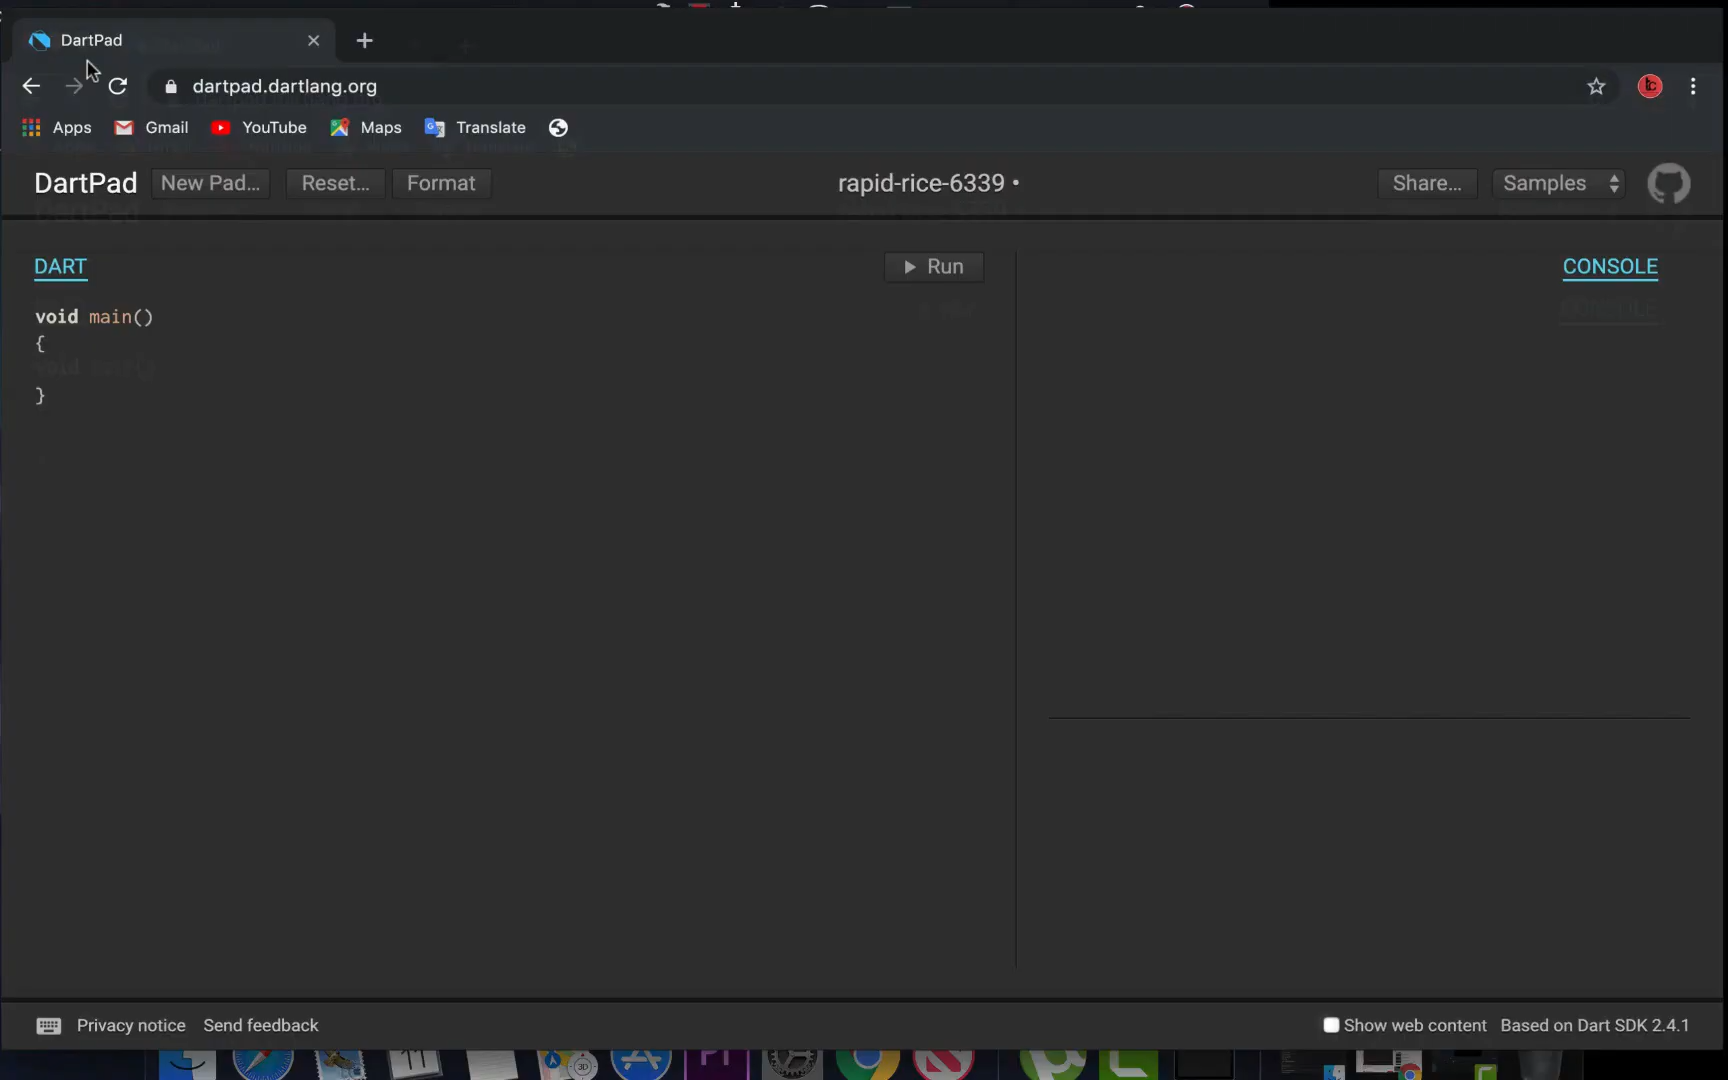 DartPad
dartpad.dartlang.org
Apps Gmail YouTube Maps Translate
DartPad New Pad... Reset... Format rapid-rice-6339 • Share... Samples
DART Run CONSOLE
void main()
{
}
Privacy notice Send feedback Show web content Based on Dart SDK 2.4.1